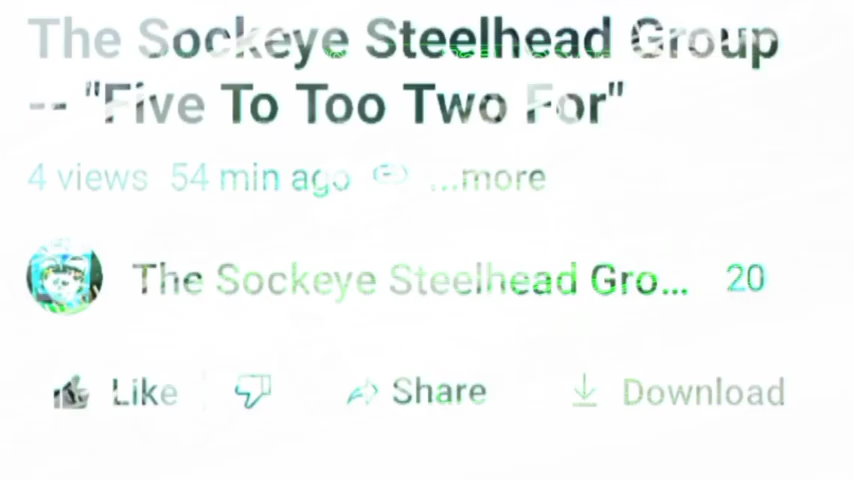 The Sockeye Steelhead Group
-- "Five To Too Two For"
4 views 54 min ago ...more
The Sockeye Steelhead Gro... 20
Like Share Download